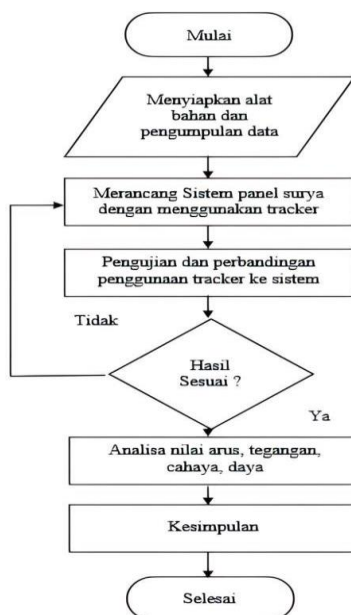 Mulai
Menyiapkan alat
bahan dan
pengumpulan data
Merancang Sistem panel surya
dengan menggunakan tracker
Pengujian dan perbandingan
penggunaan tracker ke sistem
Tidak
Hasil
Sesuai ?
Ya
Analisa nilai arus, tegangan,
cahaya, daya
Kesimpulan
Selesai